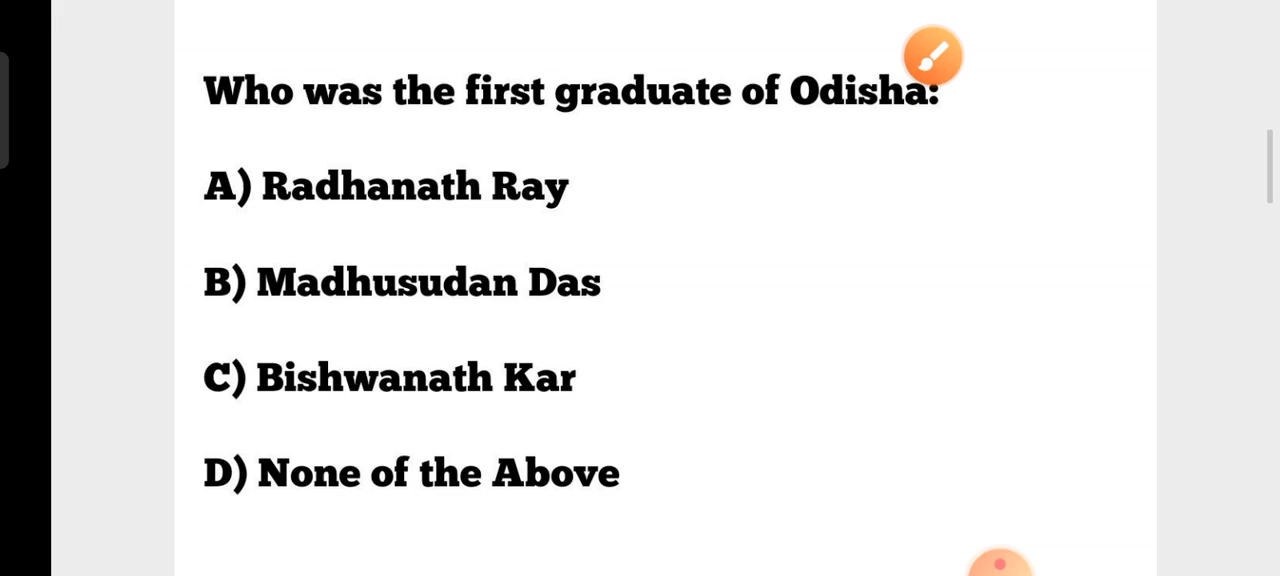 Who was the first graduate of Odisha:
A) Radhanath Ray
B) Madhusudan Das
C) Bishwanath Kar
D) None of the Above